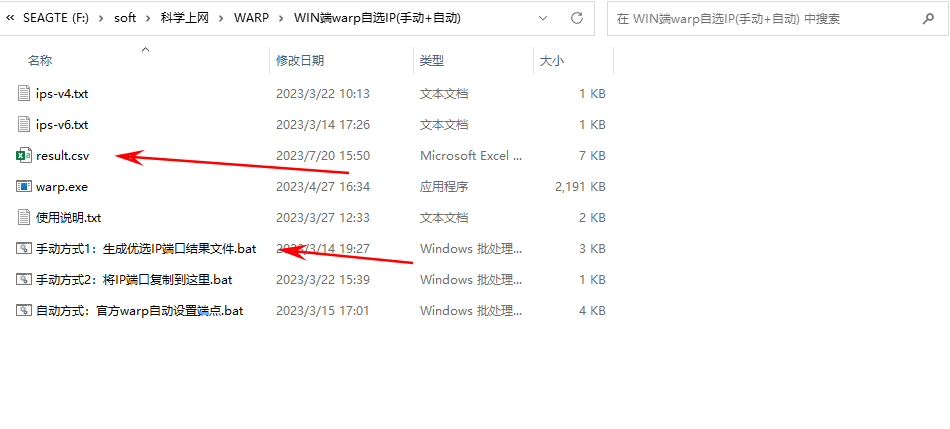 « SEAGTE (F:) > soft > 科学上网 > WARP > WIN端warp自选IP(手动+自动) 在 WIN端warp自选IP(手动+自动) 中搜索
名称 修改日期 类型 大小
ips-v4.txt 2023/3/22 10:13 文本文档 1 KB
ips-v6.txt 2023/3/14 17:26 文本文档 1 KB
result.csv 2023/7/20 15:50 Microsoft Excel ... 7 KB
warp.exe 2023/4/27 16:34 应用程序 2,191 KB
使用说明.txt 2023/3/27 12:33 文本文档 2 KB
手动方式1：生成优选IP端口结果文件.bat 2023/3/14 19:27 Windows 批处理... 3 KB
手动方式2：将IP端口复制到这里.bat 2023/3/22 15:39 Windows 批处理... 1 KB
自动方式：官方warp自动设置端点.bat 2023/3/15 17:01 Windows 批处理... 4 KB